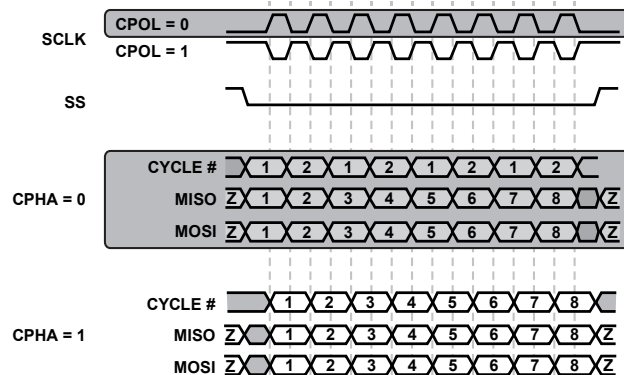 CPOL = 0
SCLK
CPOL = 1
SS
CYCLE # 1 2 1 2 1 2 1 2
CPHA = 0 MISO Z 1 2 3 4 5 6 7 8 Z
MOSI Z 1 2 3 4 5 6 7 8 Z
CYCLE # 1 2 3 4 5 6 7 8
CPHA = 1 MISO Z 1 2 3 4 5 6 7 8 Z
MOSI Z 1 2 3 4 5 6 7 8 Z